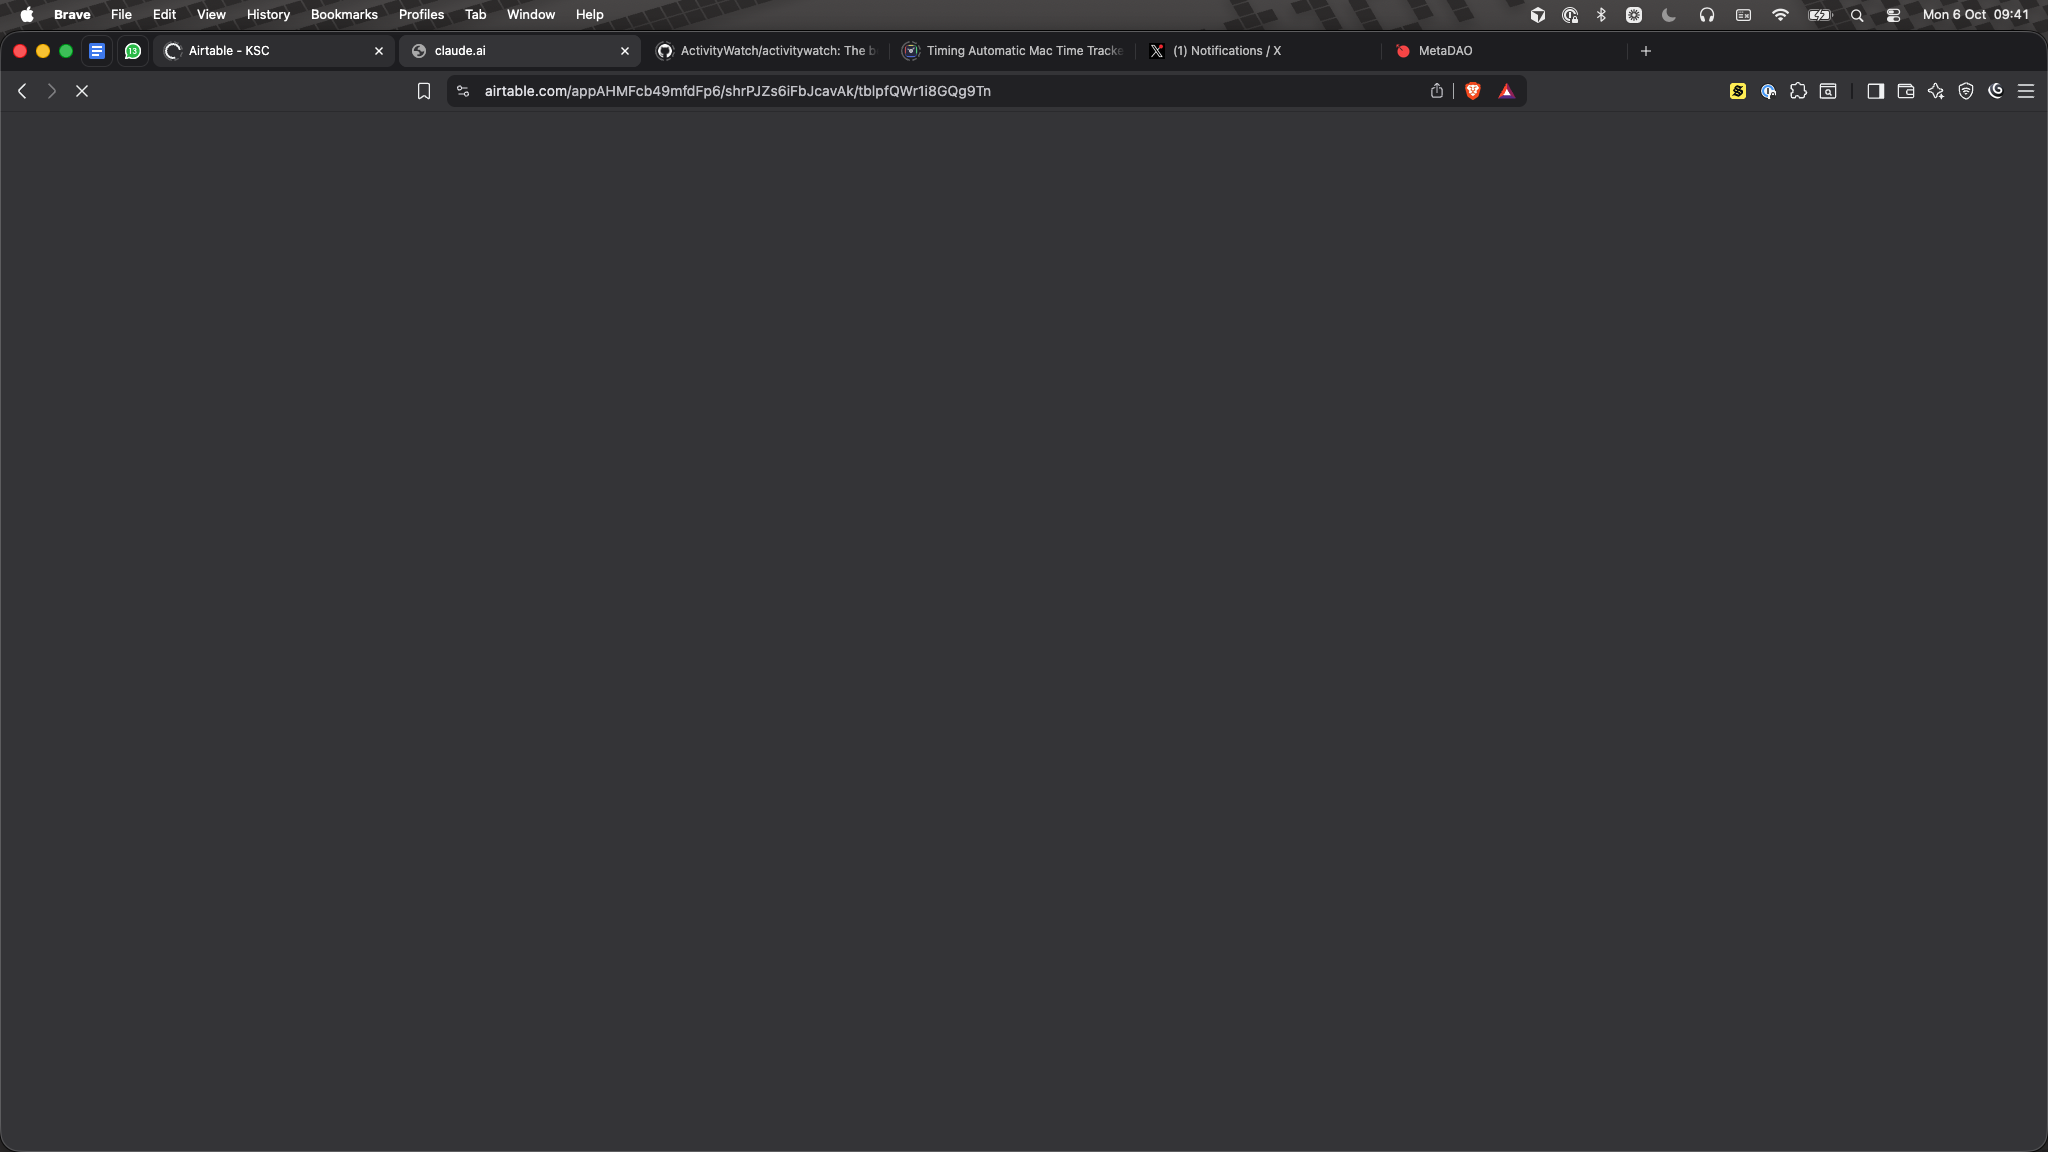 Brave File Edit View History Bookmarks Profiles Tab Window Help Mon 6 Oct 09:41
13 Airtable - KSC claude.ai ActivityWatch/activitywatch: The Timing Automatic Mac Time (1) Notifications / X MetaDAO
airtable.com/appAHMFcb49mfdFp6/shrPJZs6iFbJcavAk/tblpfQWr1i8GQg9Tn